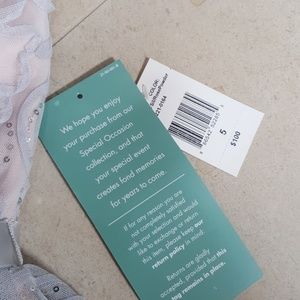 We hope you enjoy
your purchase from our
Special Occasion
collection, and that
your special event
creates fond memories
for years to come.
If for any reason you are
not completely satisfied
with your selection and would
like to exchange or return
this item, please keep our
return policy in mind:
Returns are gladly
accepted, provided that this
tag remains in place.
COLOR:
5
$100